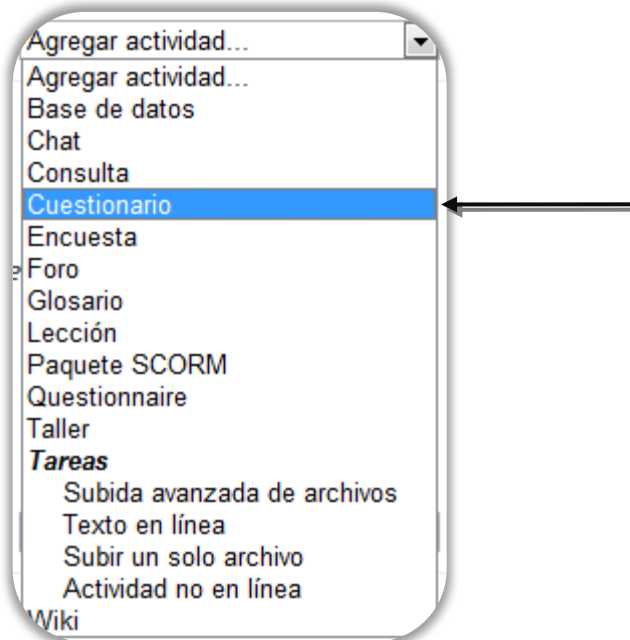 Agregar actividad...
Agregar actividad...
Base de datos
Chat
Consulta
Cuestionario
Encuesta
Foro
Glosario
Lección
Paquete SCORM
Questionnaire
Taller
Tareas
Subida avanzada de archivos
Texto en línea
Subir un solo archivo
Actividad no en línea
Wiki